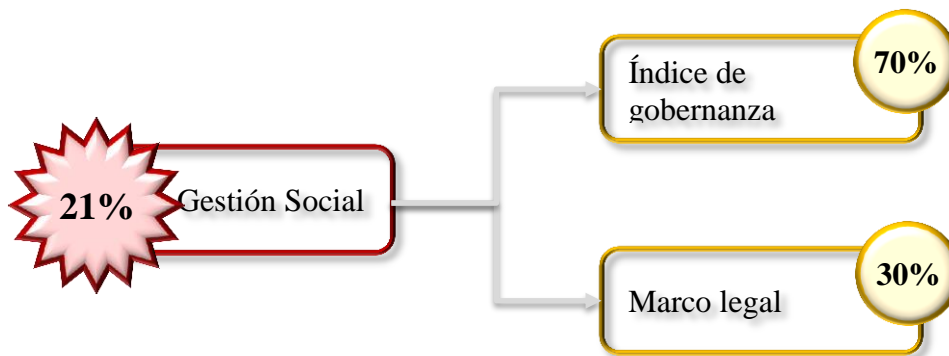 21%
Gestión Social
70%
Índice de
gobernanza
30%
Marco legal